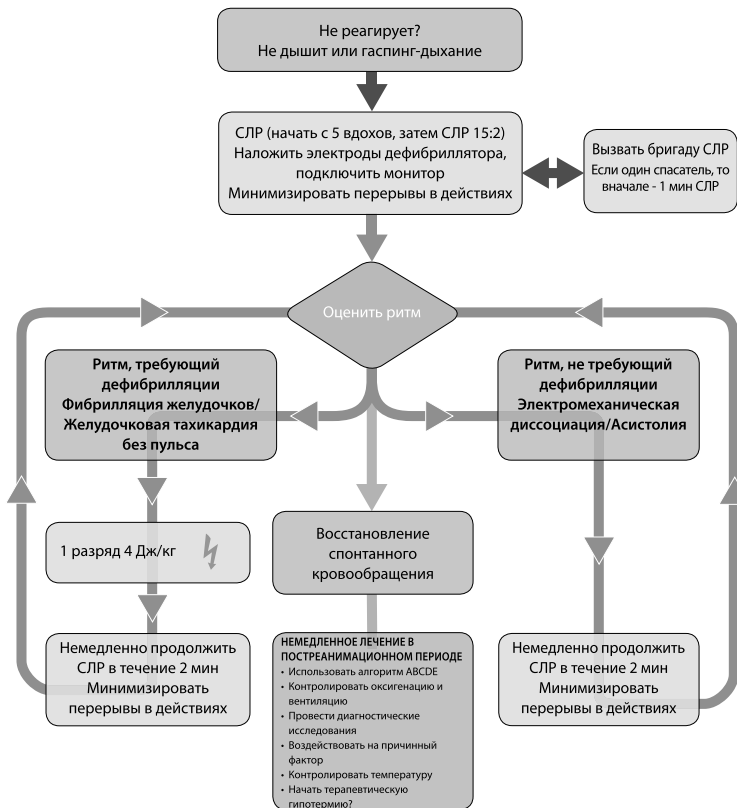 Не реагирует?
Не дышит или гаспинг-дыхание
СЛР (начать с 5 вдохов, затем СЛР 15:2)
Наложить электроды дефибриллятора,
подключить монитор
Минимизировать перерывы в действиях
Вызвать бригаду СЛР
Если один спасатель, то
вначале - 1 мин СЛР
Оценить ритм
Ритм, требующий
дефибрилляции
Фибрилляция желудочков/
Желудочковая тахикардия
без пульса
Ритм, не требующий
дефибрилляции
Электромеханическая
диссоциация/Асистолия
1 разряд 4 Дж/кг
Восстановление
спонтанного
кровообращения
Немедленно продолжить
СЛР в течение 2 мин
Минимизировать
перерывы в действиях
НЕМЕДЛЕННОЕ ЛЕЧЕНИЕ В
ПОСТРЕАНИМАЦИОННОМ ПЕРИОДЕ
• Использовать алгоритм ABCDE
• Контролировать оксигенацию и
вентиляцию
• Провести диагностические
исследования
• Воздействовать на причинный
фактор
• Контролировать температуру
• Начать терапевтическую
гипотермию?
Немедленно продолжить
СЛР в течение 2 мин
Минимизировать
перерывы в действиях